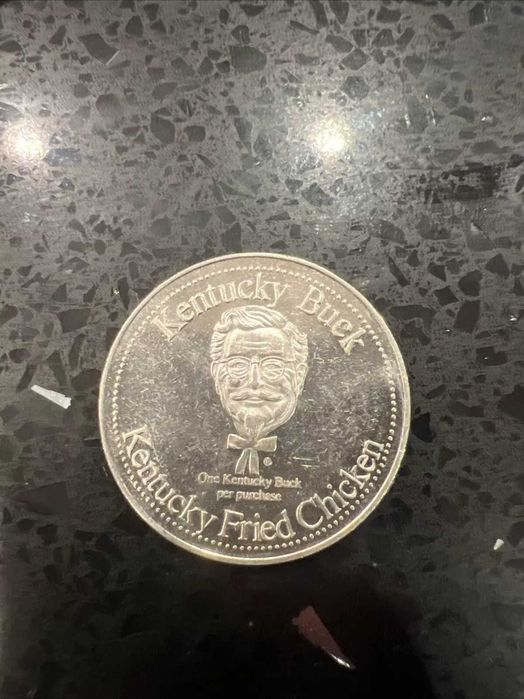 Kentucky Buck
®
One Kentucky Buck
per purchase
Kentucky Fried Chicken